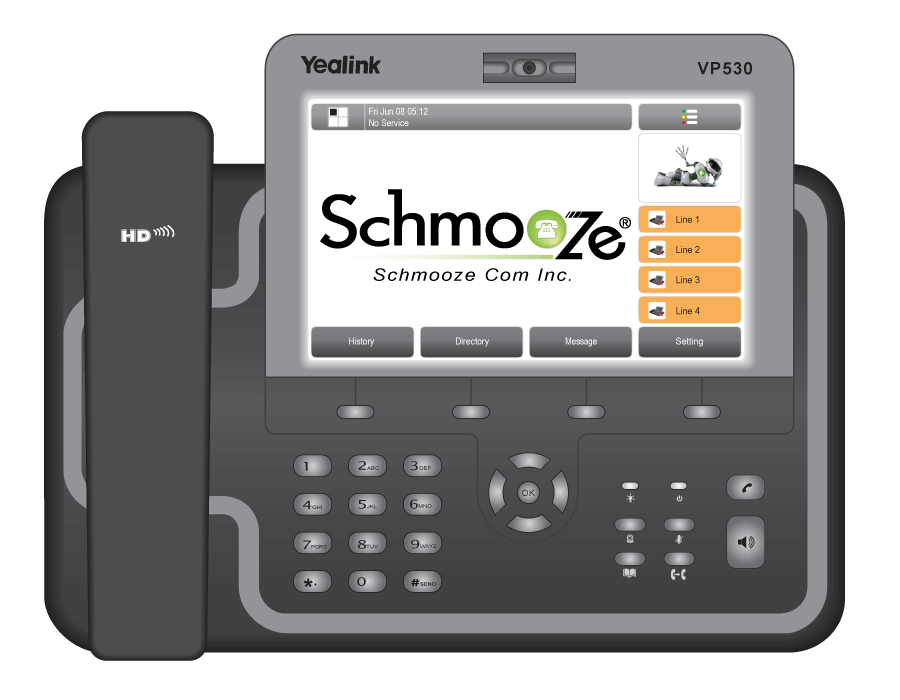 Yealink
VP530
Fri Jun 08 05:12
No Service
Schmooze®
Schmooze Com Inc.
Line 1
Line 2
Line 3
Line 4
History
Directory
Message
Setting
HD
1
2ABC
3DEF
4GHI
5JKL
6MNO
7PQRS
8TUV
9WXYZ
*.
0
#SEND
OK